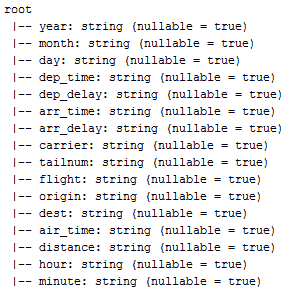 root
 |-- year: string (nullable = true)
 |-- month: string (nullable = true)
 |-- day: string (nullable = true)
 |-- dep_time: string (nullable = true)
 |-- dep_delay: string (nullable = true)
 |-- arr_time: string (nullable = true)
 |-- arr_delay: string (nullable = true)
 |-- carrier: string (nullable = true)
 |-- tailnum: string (nullable = true)
 |-- flight: string (nullable = true)
 |-- origin: string (nullable = true)
 |-- dest: string (nullable = true)
 |-- air_time: string (nullable = true)
 |-- distance: string (nullable = true)
 |-- hour: string (nullable = true)
 |-- minute: string (nullable = true)